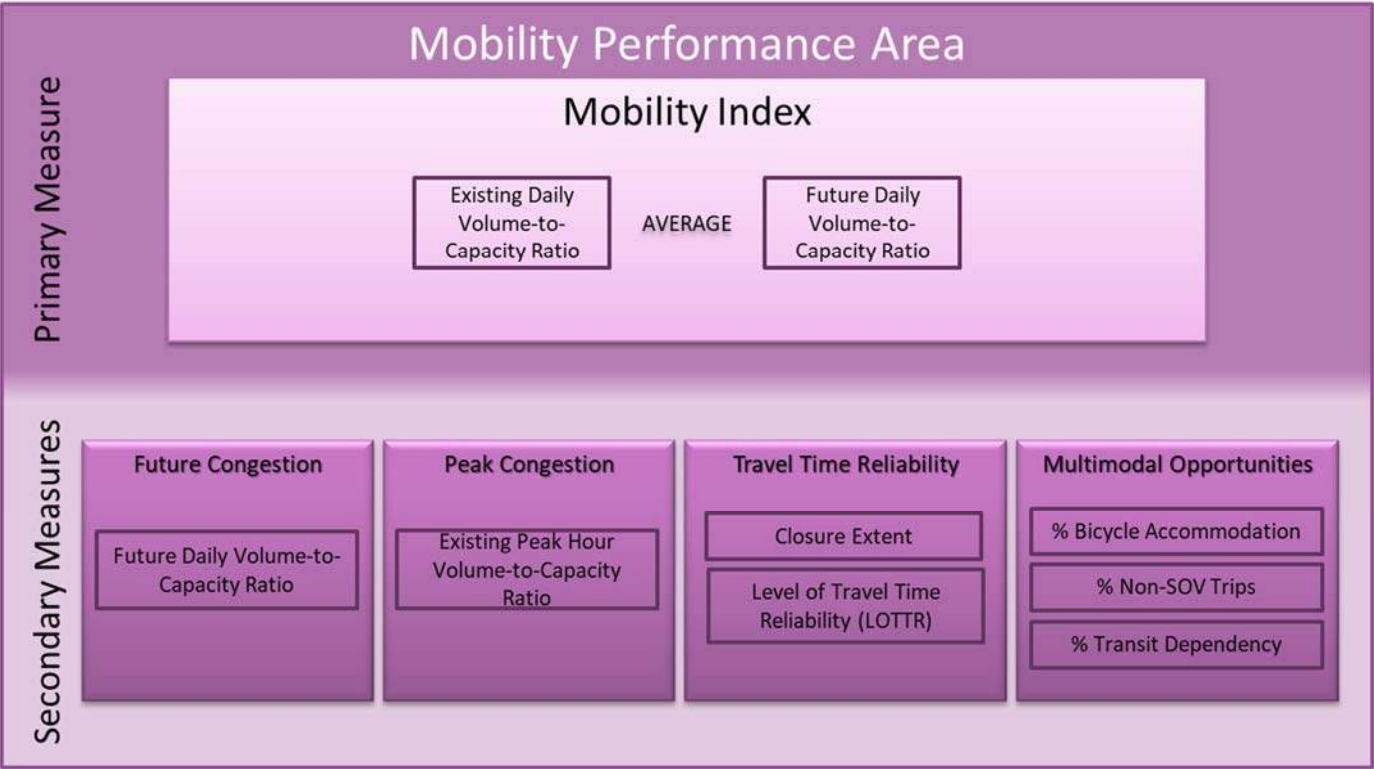 Mobility Performance Area
Primary Measure
Mobility Index
Existing Daily
Volume-to-
Capacity Ratio
AVERAGE
Future Daily
Volume-to-
Capacity Ratio
Secondary Measures
Future Congestion
Future Daily Volume-to-
Capacity Ratio
Peak Congestion
Existing Peak Hour
Volume-to-Capacity
Ratio
Travel Time Reliability
Closure Extent
Level of Travel Time
Reliability (LOTTR)
Multimodal Opportunities
% Bicycle Accommodation
% Non-SOV Trips
% Transit Dependency